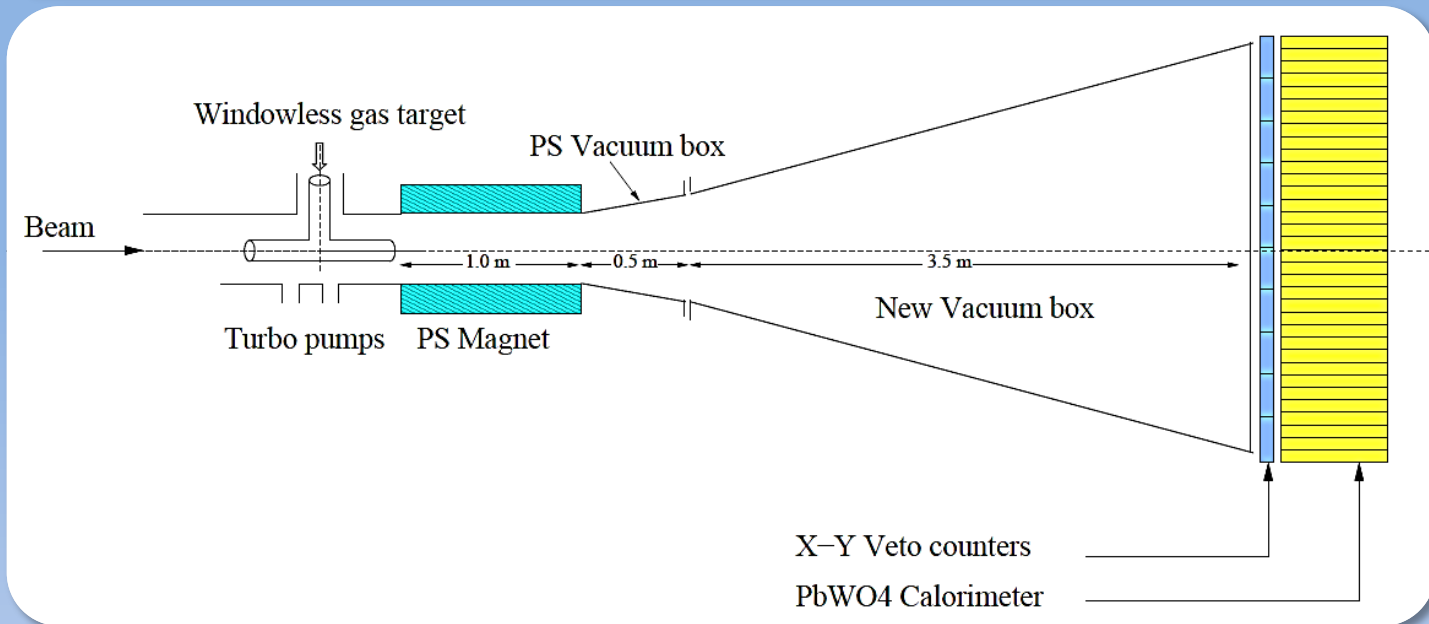 Windowless gas target
PS Vacuum box
Beam
1.0 m
0.5 m
3.5 m
New Vacuum box
Turbo pumps
PS Magnet
X−Y Veto counters
PbWO4 Calorimeter